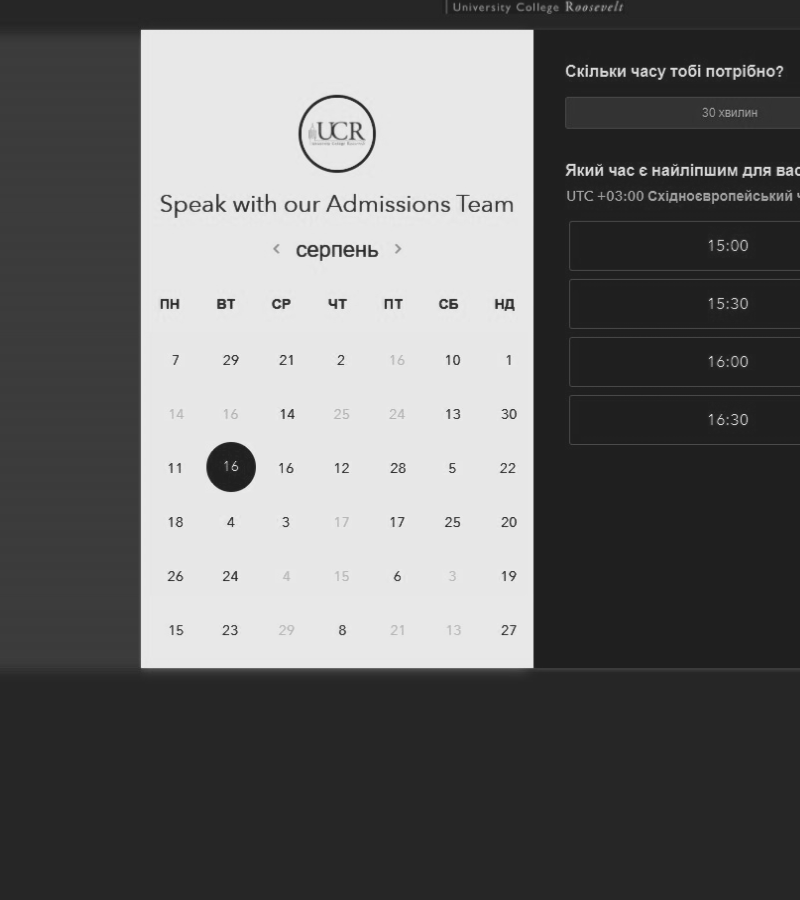 University College Roosevelt
UCR
Speak with our Admissions Team
‹ серпень ›
ПН ВТ СР ЧТ ПТ СБ НД
7 29 21 2 16 10 1
14 16 14 25 24 13 30
11 16 16 12 28 5 22
18 4 3 17 17 25 20
26 24 4 15 6 3 19
15 23 29 8 21 13 27
Скільки часу тобі потрібно?
30 хвилин
Який час є найліпшим для вас
UTC +03:00 Східноєвропейський
15:00
15:30
16:00
16:30